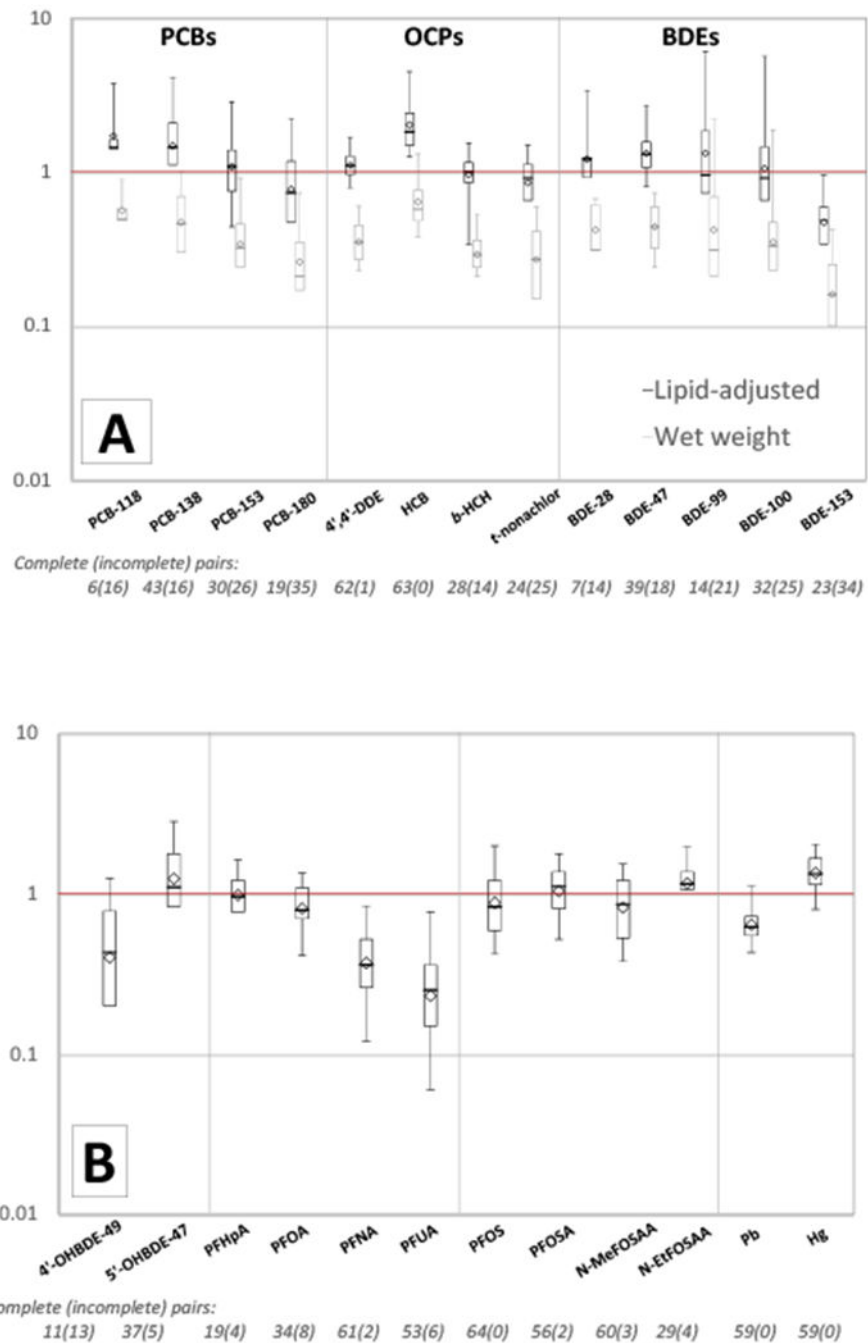 10
PCBs OCPs BDEs
1
0.1
–Lipid-adjusted
–Wet weight
A
0.01
PCB-118 PCB-138 PCB-153 PCB-180 4',4'-DDE HCB b-HCH t-nonachlor BDE-28 BDE-47 BDE-99 BDE-100 BDE-153
Complete (incomplete) pairs:
6(16) 43(16) 30(26) 19(35) 62(1) 63(0) 28(14) 24(25) 7(14) 39(18) 14(21) 32(25) 23(34)
10
1
0.1
B
0.01
4'-OHBDE-49 5'-OHBDE-47 PFHpA PFOA PFNA PFUA PFOS PFOSA N-MeFOSAA N-EtFOSAA Pb Hg
omplete (incomplete) pairs:
11(13) 37(5) 19(4) 34(8) 61(2) 53(6) 64(0) 56(2) 60(3) 29(4) 59(0) 59(0)